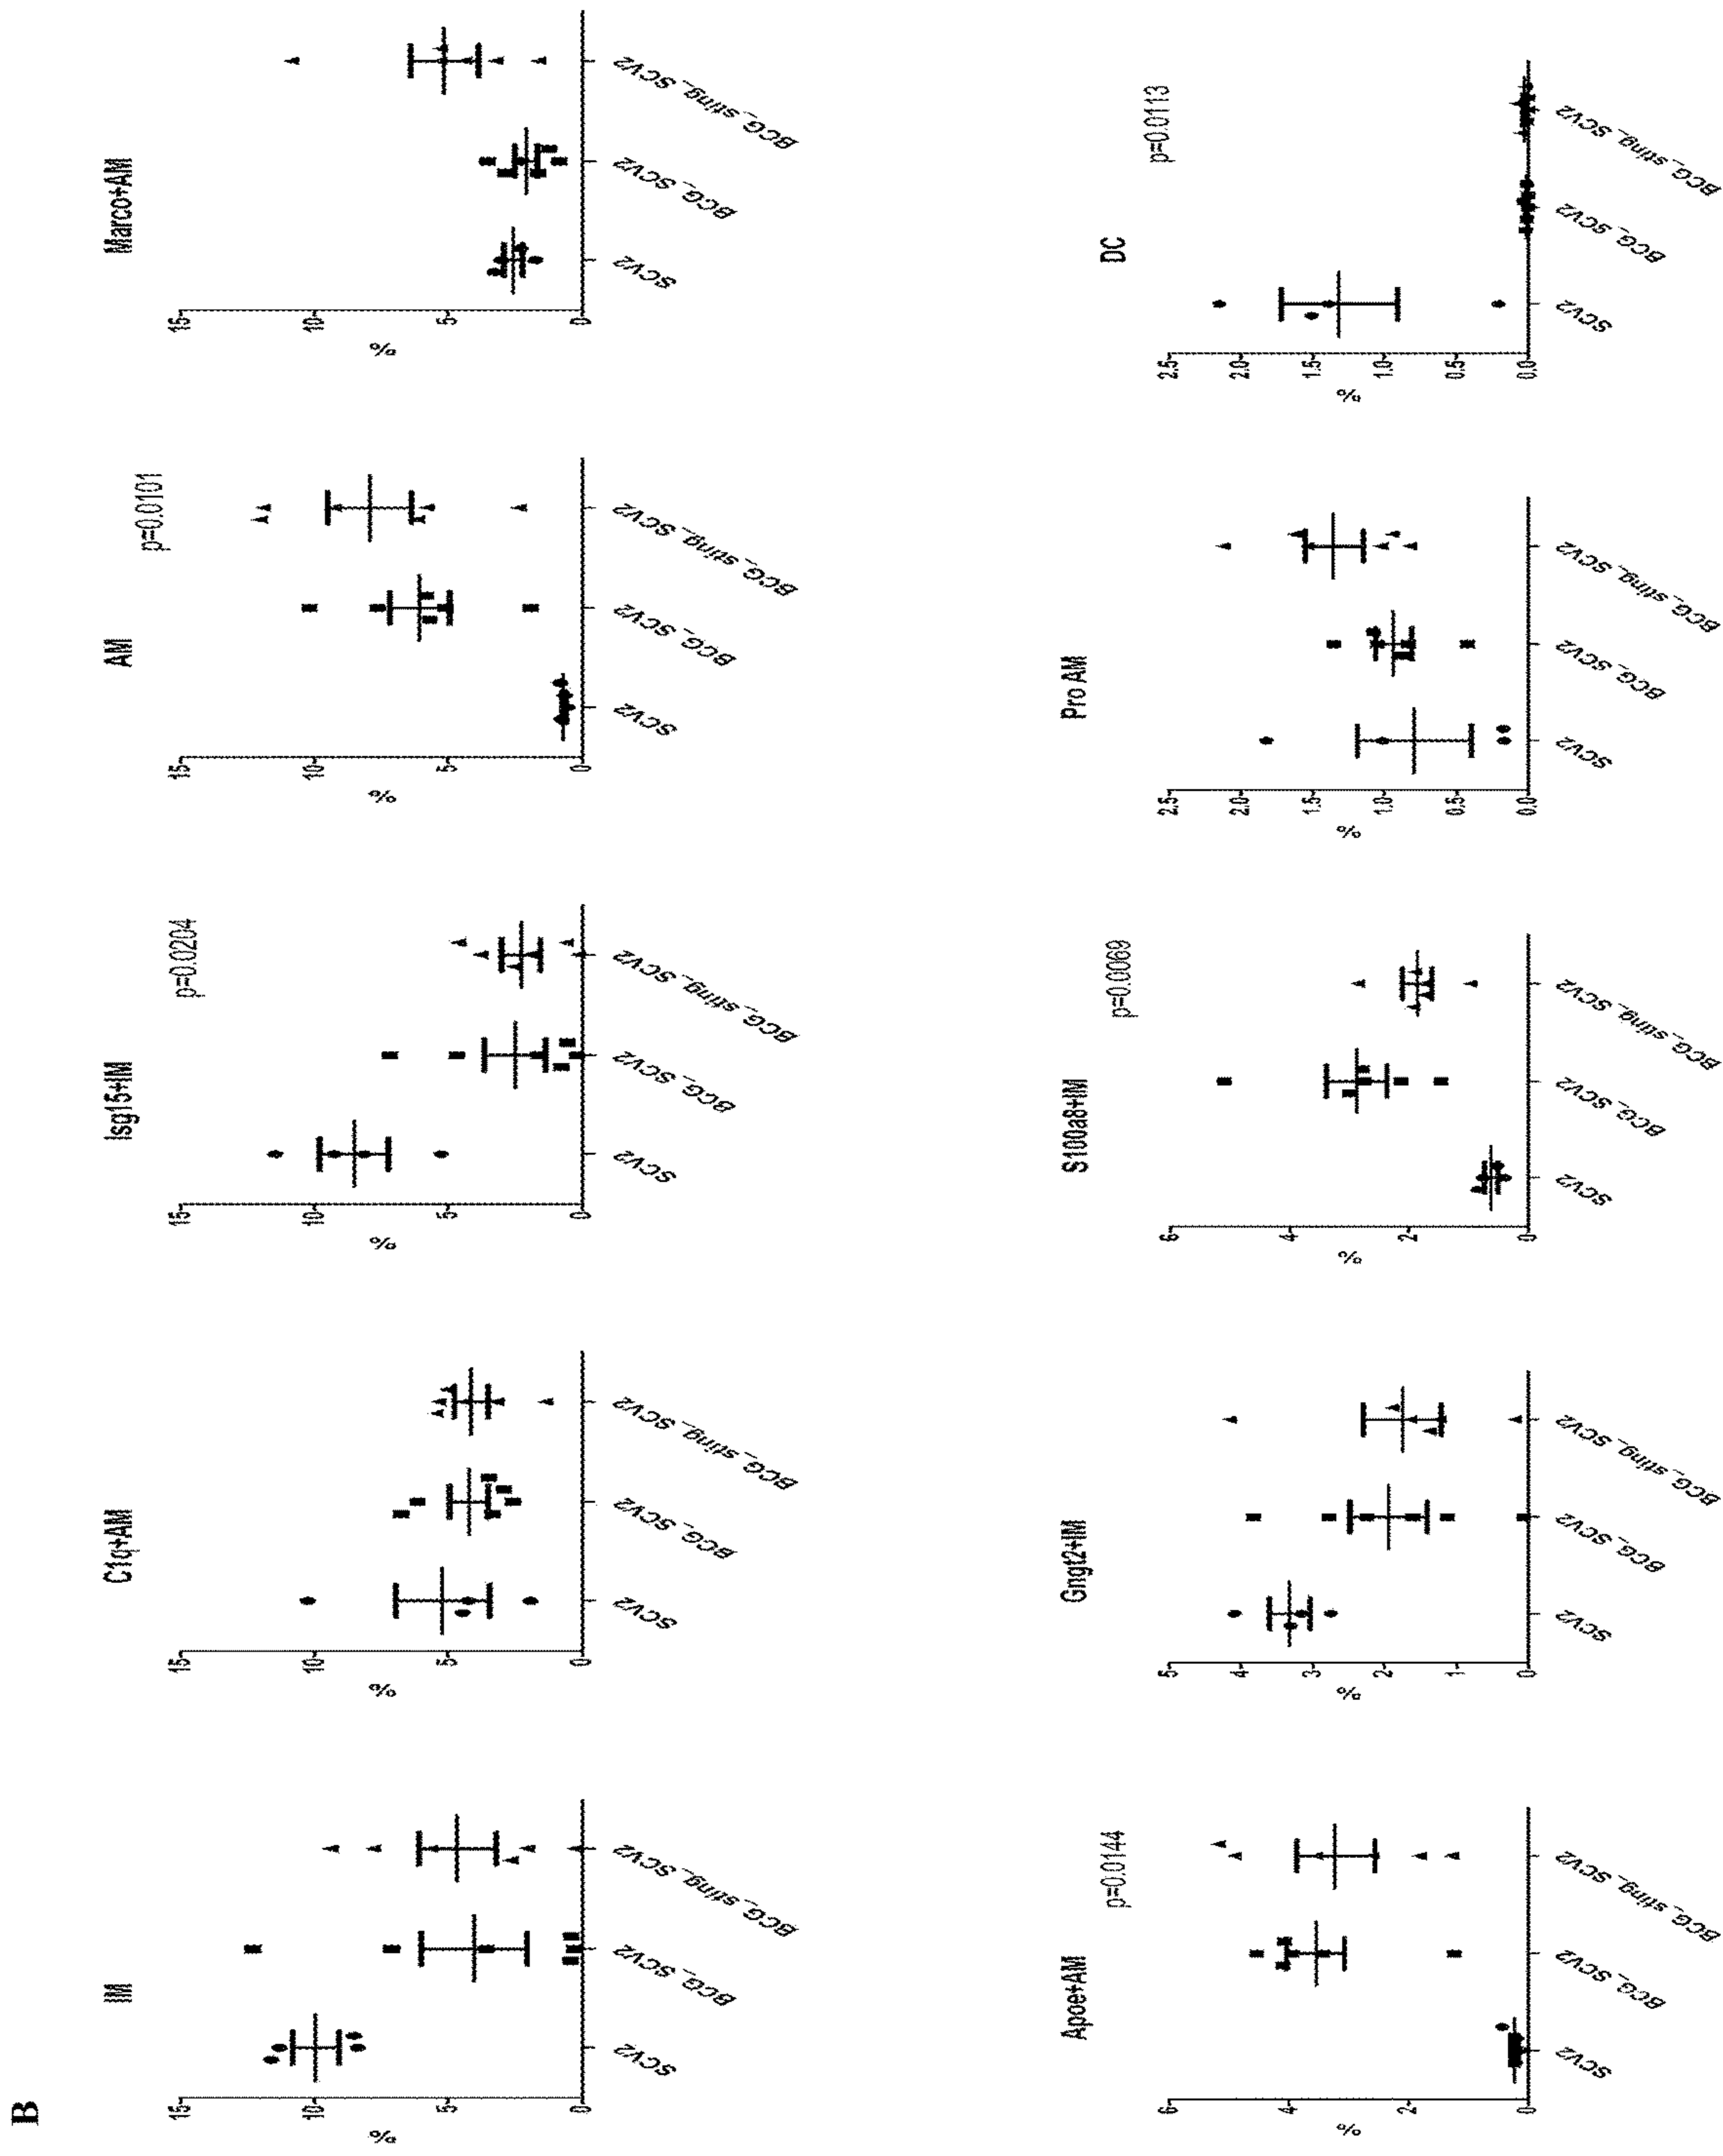 B
IM
%
15
10
5
0
SCV2
BCG_SCV2
BCG_sting_SCV2
C1q+AM
%
15
10
5
0
SCV2
BCG_SCV2
BCG_sting_SCV2
Isg15+IM
p=0.0204
%
15
10
5
0
SCV2
BCG_SCV2
BCG_sting_SCV2
AM
p=0.0101
%
15
10
5
0
SCV2
BCG_SCV2
BCG_sting_SCV2
Marco+AM
%
15
10
5
0
SCV2
BCG_SCV2
BCG_sting_SCV2
Apoe+AM
p=0.0144
%
6
4
2
0
SCV2
BCG_SCV2
BCG_sting_SCV2
Gngt2+IM
%
5
4
3
2
1
0
SCV2
BCG_SCV2
BCG_sting_SCV2
S100a8+IM
p=0.0069
%
6
4
2
0
SCV2
BCG_SCV2
BCG_sting_SCV2
Pro AM
%
2.5
2.0
1.5
1.0
0.5
0.0
SCV2
BCG_SCV2
BCG_sting_SCV2
DC
p=0.0113
%
2.5
2.0
1.5
1.0
0.5
0.0
SCV2
BCG_SCV2
BCG_sting_SCV2